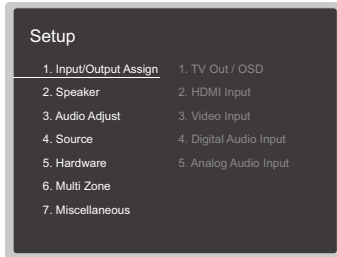 Setup
1. Input/Output Assign
2. Speaker
3. Audio Adjust
4. Source
5. Hardware
6. Multi Zone
7. Miscellaneous
1. TV Out / OSD
2. HDMI Input
3. Video Input
4. Digital Audio Input
5. Analog Audio Input